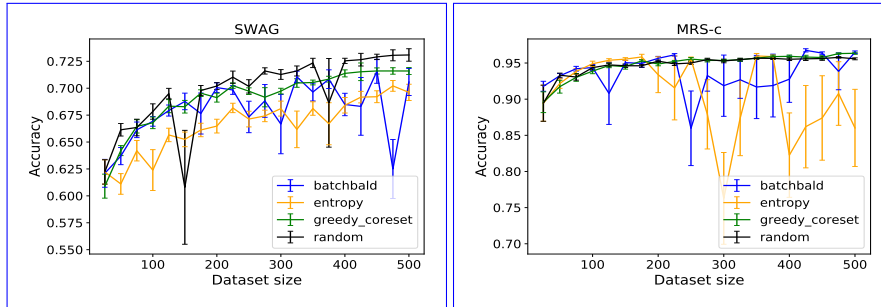 SWAG
Accuracy
0.725
0.700
0.675
0.650
0.625
0.600
0.575
0.550
batchbald
entropy
greedy_coreset
random
100
200
300
400
500
Dataset size
MRS-c
Accuracy
0.95
0.90
0.85
0.80
0.75
0.70
batchbald
entropy
greedy_coreset
random
0
100
200
300
400
500
Dataset size